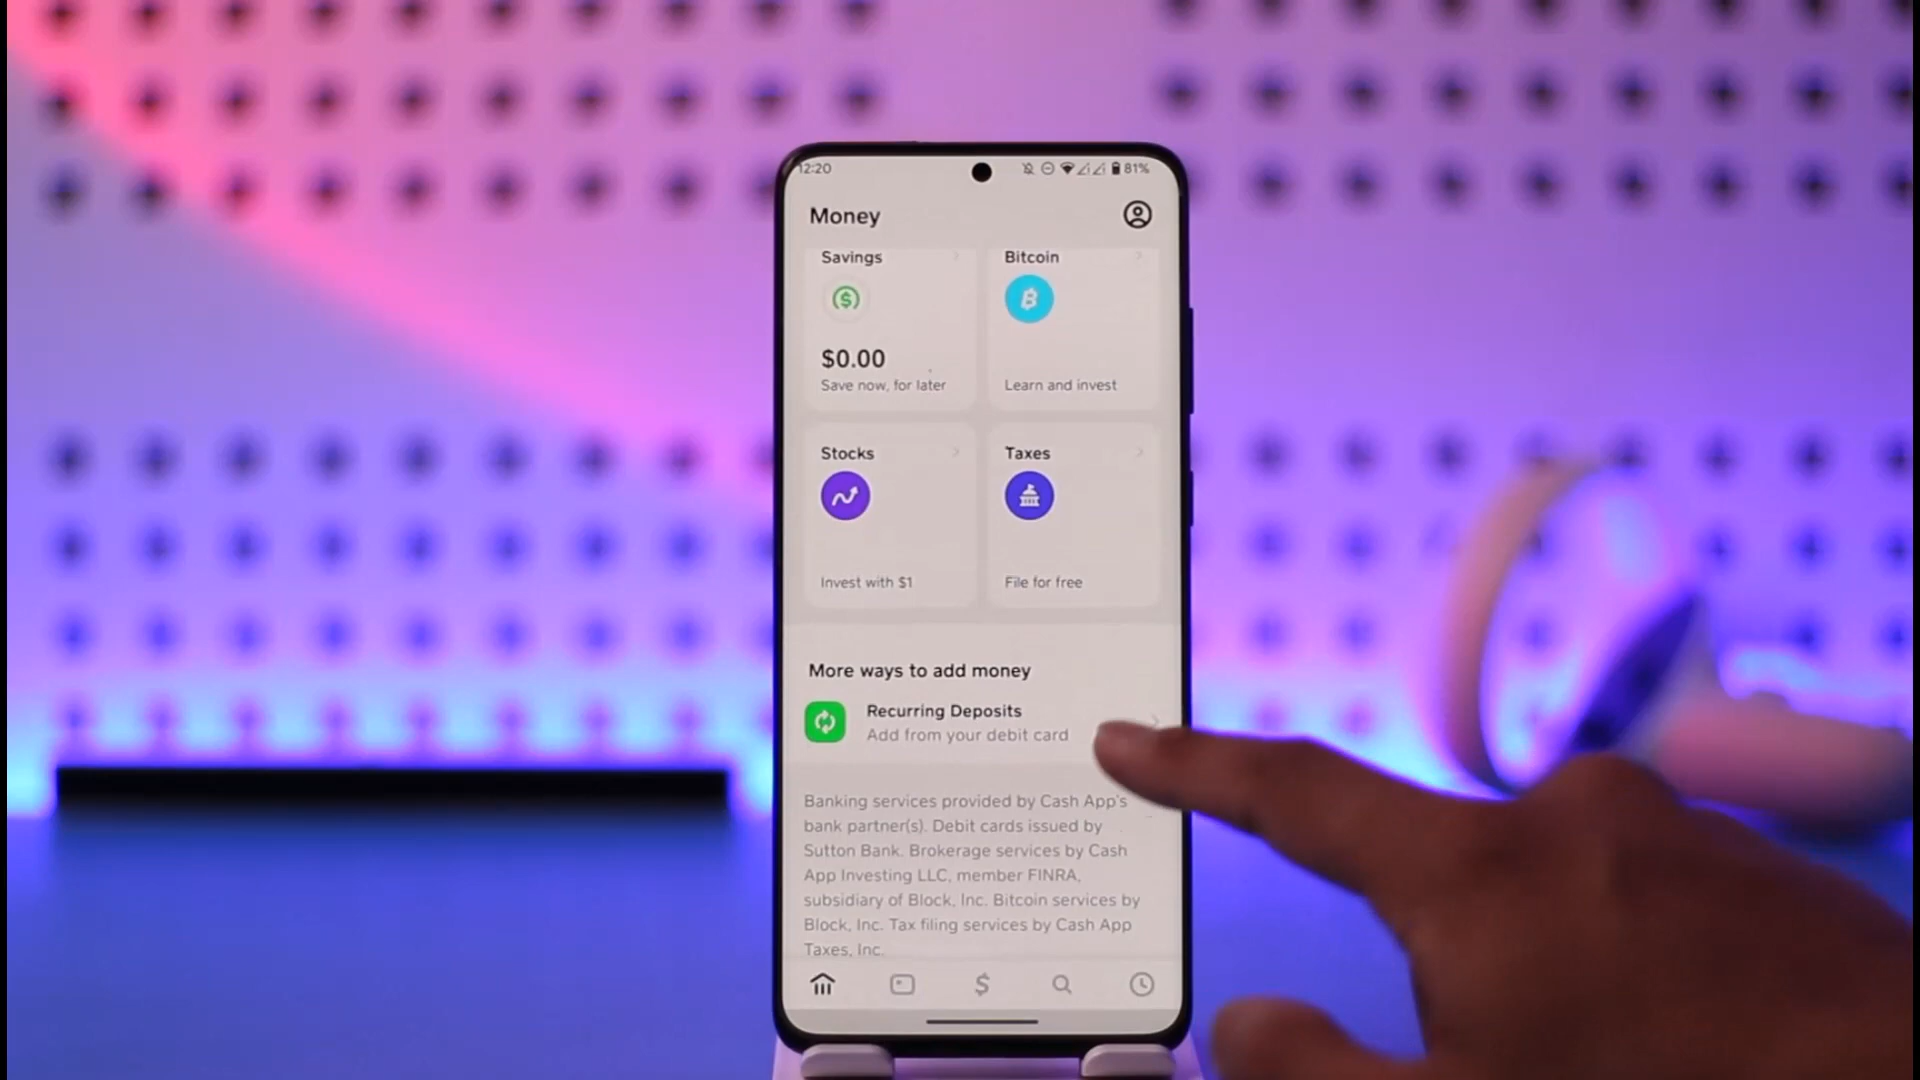 12:20
81%
Money
Savings
Bitcoin
$0.00
Save now, for later
Learn and invest
Stocks
Taxes
Invest with $1
File for free
More ways to add money
Recurring Deposits
Add from your debit card
Banking services provided by Cash App's
bank partner(s). Debit cards issued by
Sutton Bank. Brokerage services by Cash
App Investing LLC, member FINRA,
subsidiary of Block, Inc. Bitcoin services by
Block, Inc. Tax filing services by Cash App
Taxes, Inc.